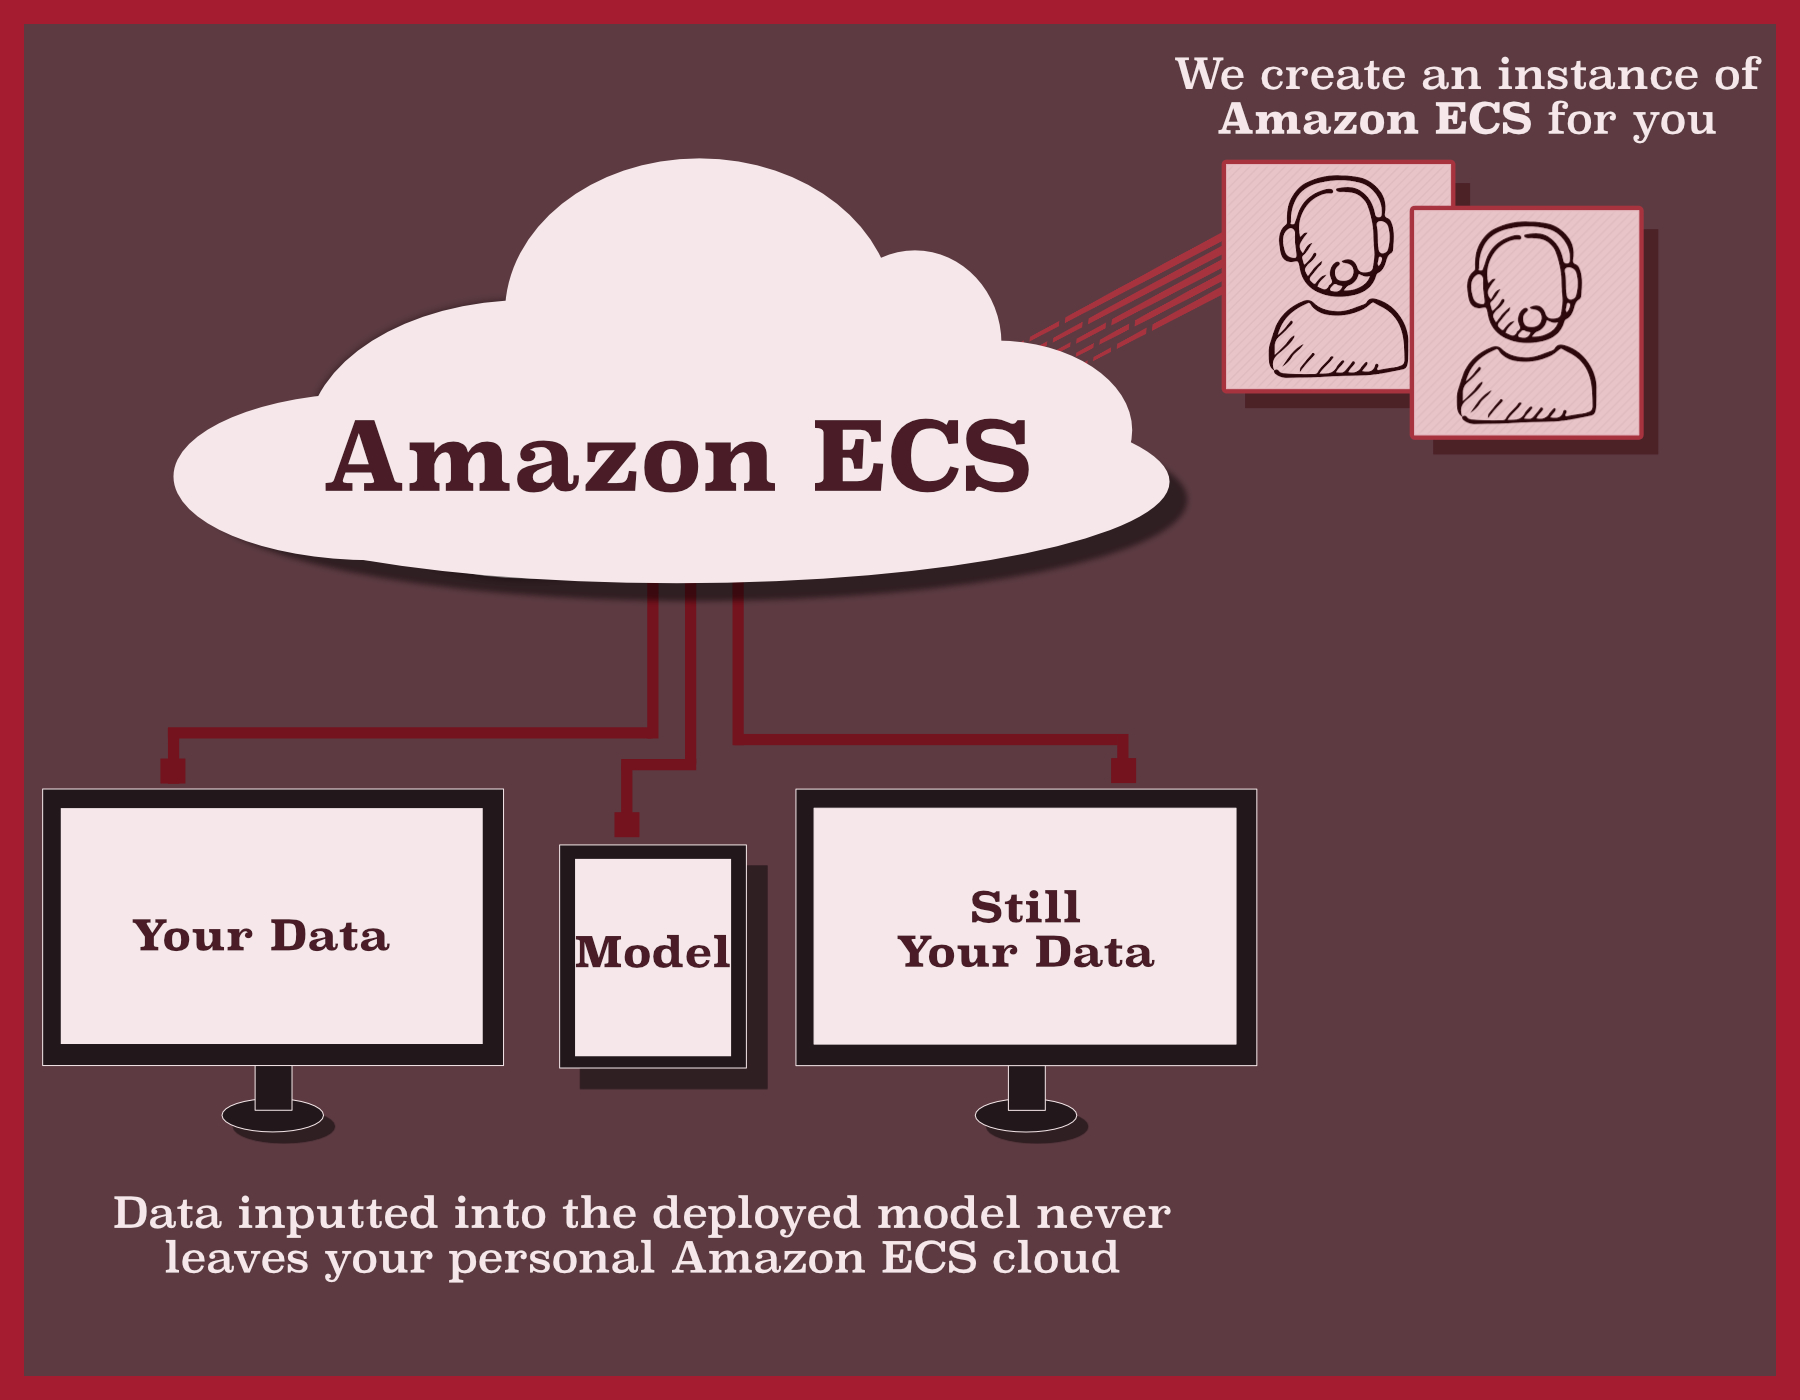 We create an instance of
Amazon ECS for you
Amazon ECS
Your Data
Model
Still
Your Data
Data inputted into the deployed model never
leaves your personal Amazon ECS cloud